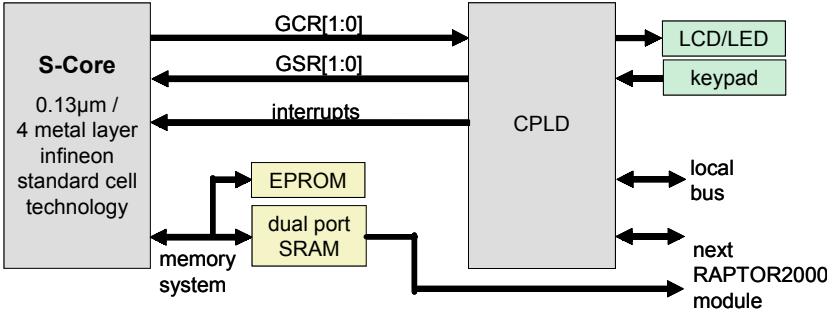 S-Core
0.13µm /
4 metal layer
infineon
standard cell
technology
GCR[1:0]
GSR[1:0]
interrupts
EPROM
dual port
SRAM
memory
system
CPLD
LCD/LED
keypad
local
bus
next
RAPTOR2000
module